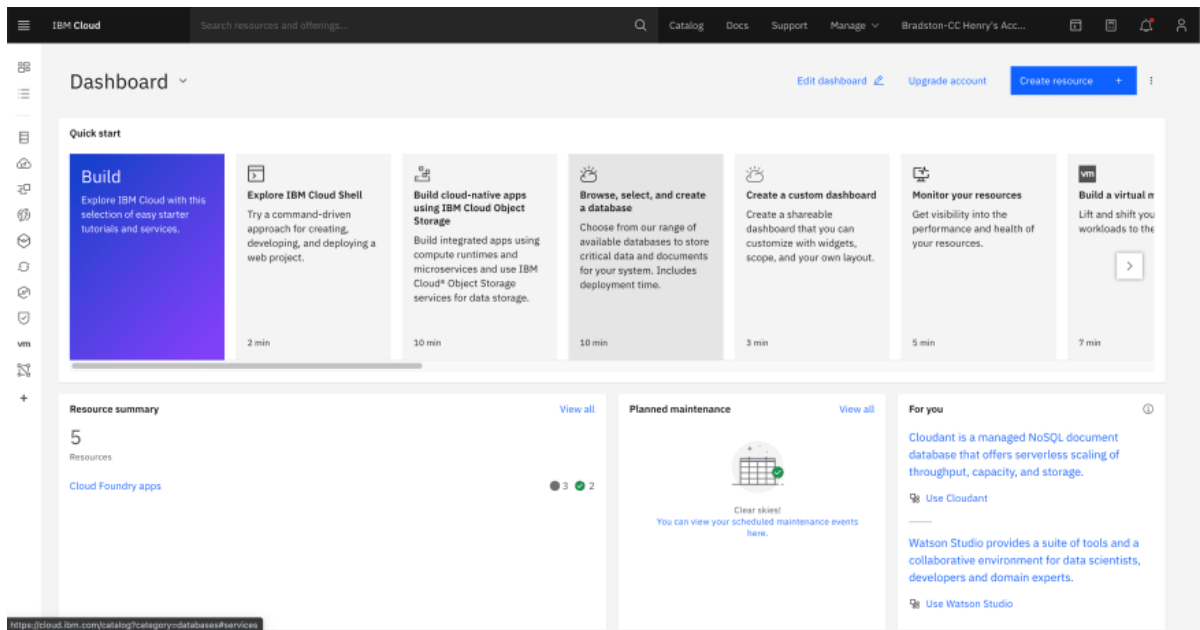 IBM Cloud
Search resources and offerings...
Catalog
Docs
Support
Manage
Bradston-CC Henry's Acc...
Dashboard
Edit dashboard
Upgrade account
Create resource +
Quick start
Build
Explore IBM Cloud with this
selection of easy starter
tutorials and services.
Explore IBM Cloud Shell
Try a command-driven
approach for creating,
developing, and deploying a
web project.
2 min
Build cloud-native apps
using IBM Cloud Object
Storage
Build integrated apps using
compute runtimes and
microservices and use IBM
Cloud® Object Storage
services for data storage.
10 min
Browse, select, and create
a database
Choose from our range of
available databases to store
critical data and documents
for your system. Includes
deployment time.
10 min
Create a custom dashboard
Create a shareable
dashboard that you can
customize with widgets,
scope, and your own layout.
3 min
Monitor your resources
Get visibility into the
performance and health of
your resources.
5 min
vm
Build a virtual m
Lift and shift you
workloads to the
7 min
vm
Resource summary
View all
5
Resources
Cloud Foundry apps
3
2
Planned maintenance
View all
Clear skies!
You can view your scheduled maintenance events
here.
For you
Cloudant is a managed NoSQL document
database that offers serverless scaling of
throughput, capacity, and storage.
Use Cloudant
Watson Studio provides a suite of tools and a
collaborative environment for data scientists,
developers and domain experts.
Use Watson Studio
https://cloud.ibm.com/catalog?category=databases#services